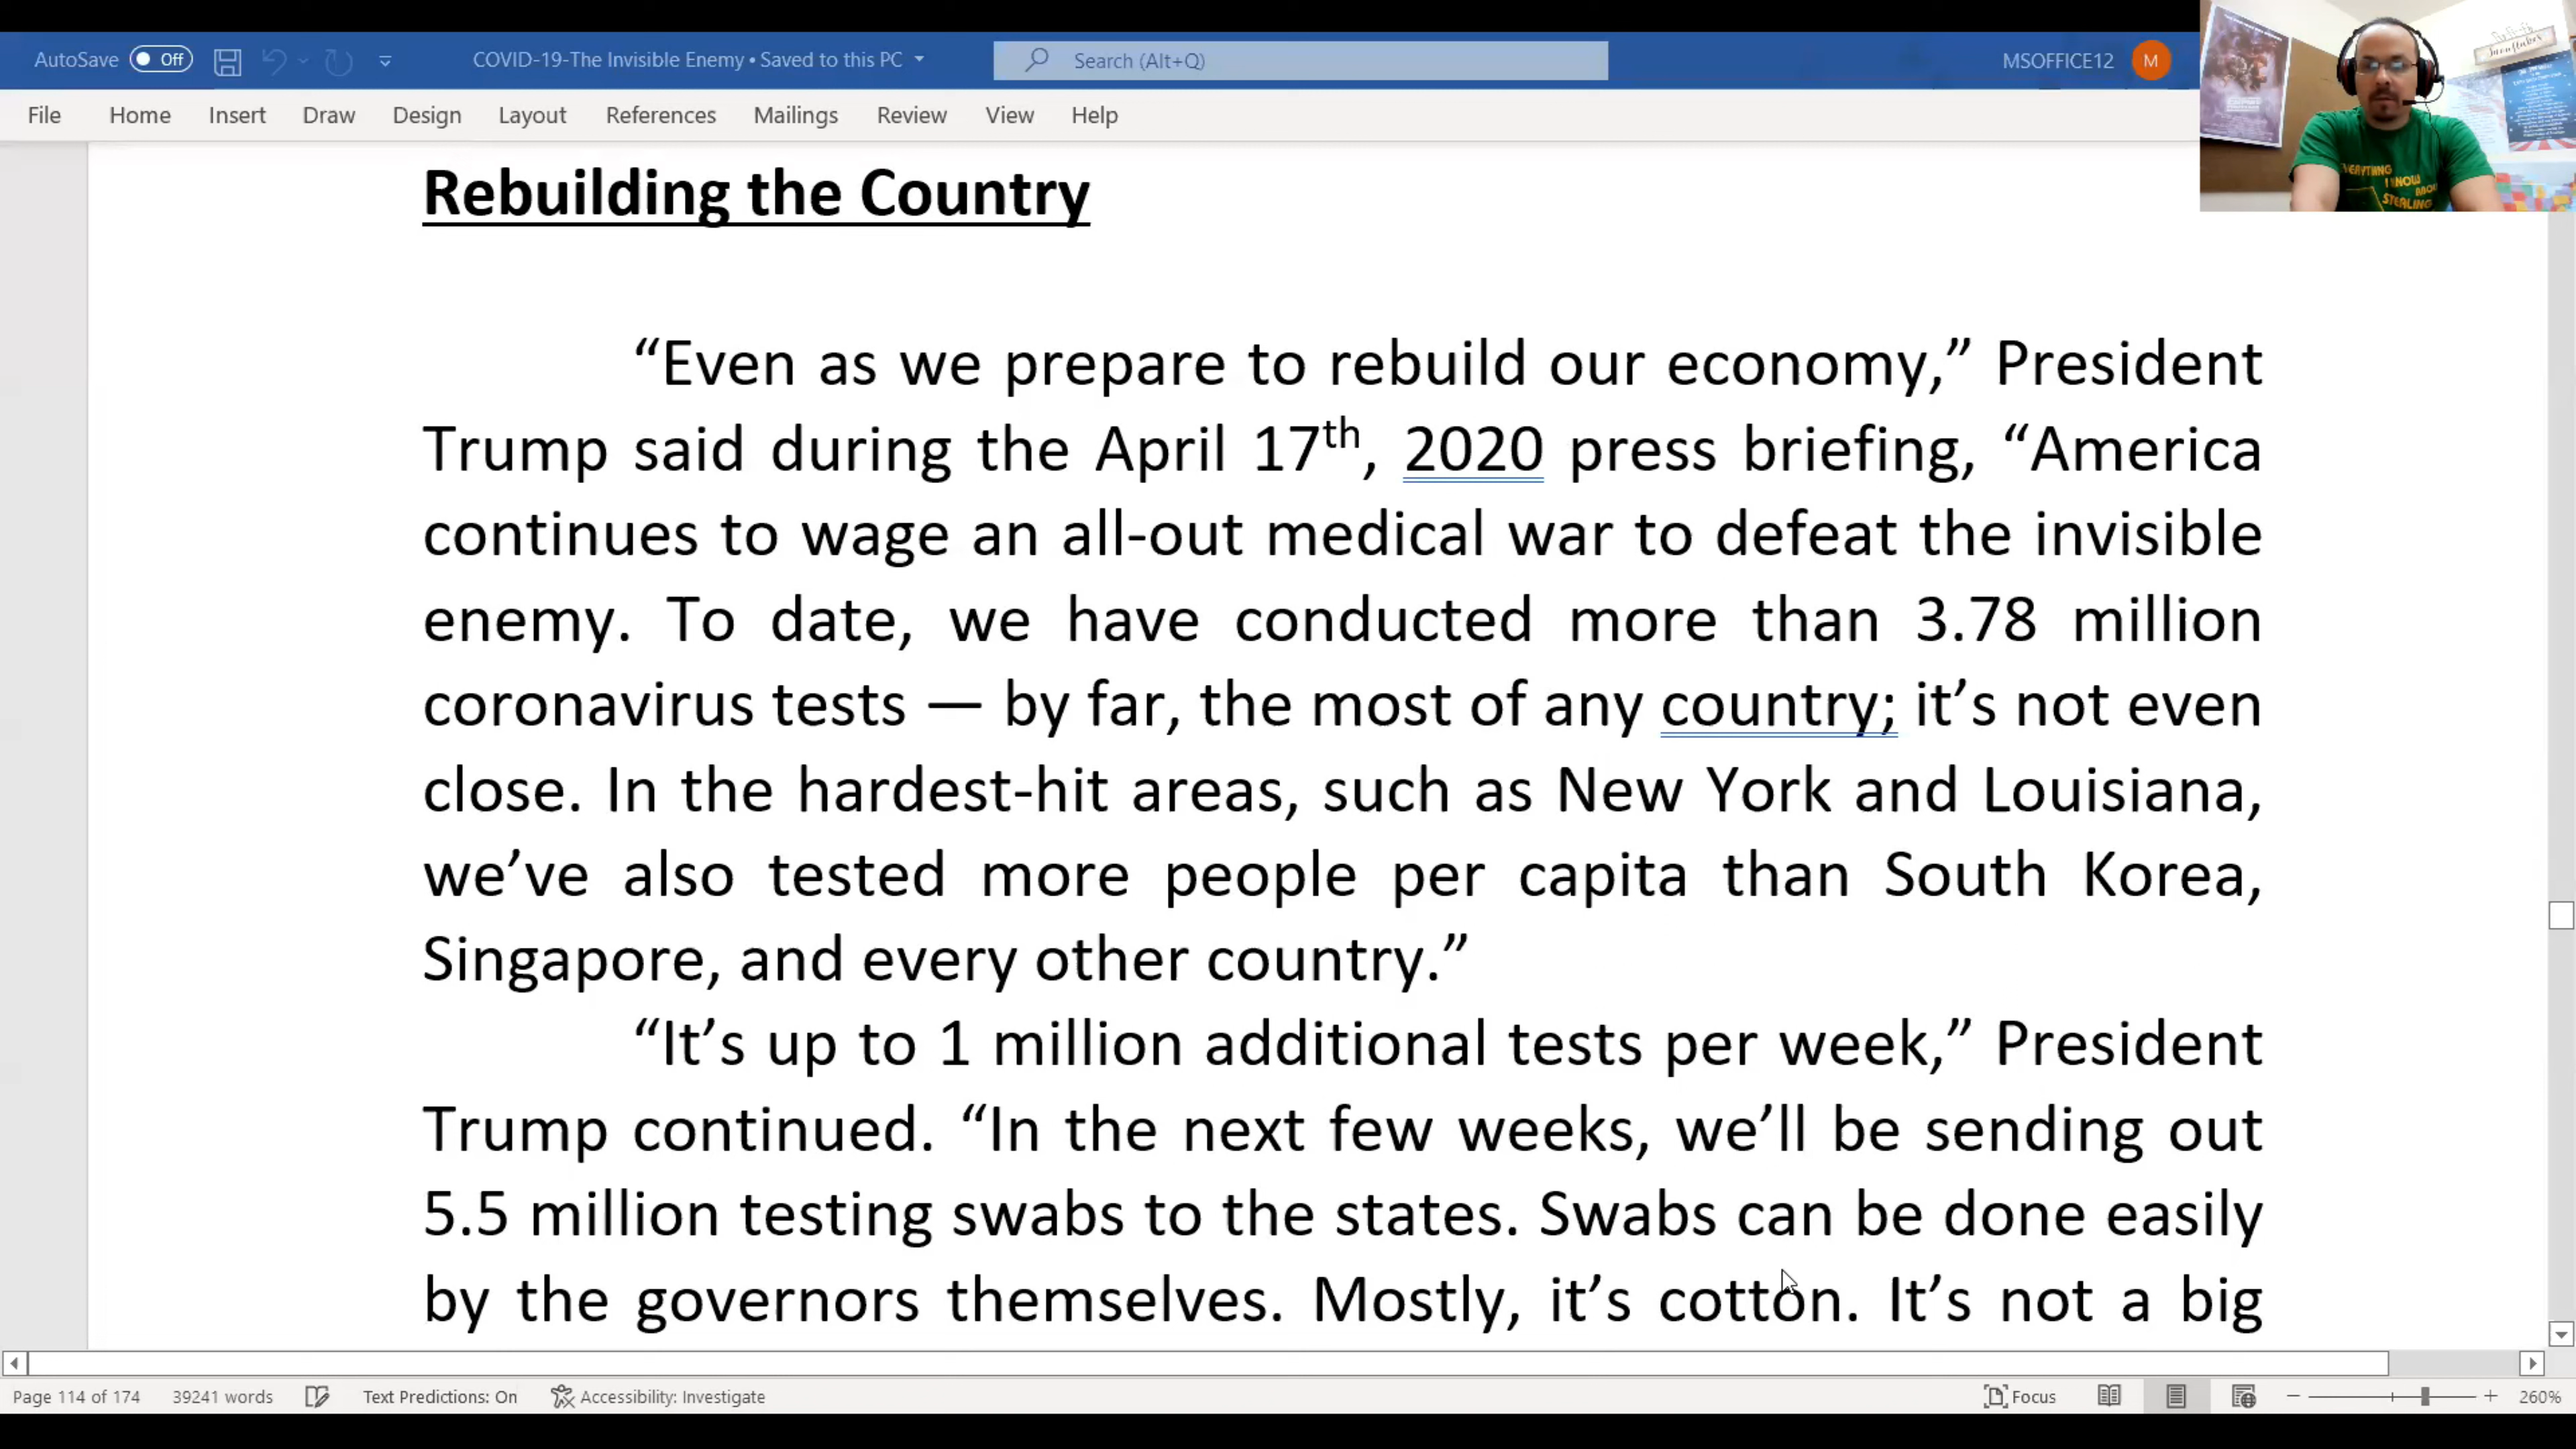 AutoSave Off COVID-19-The Invisible Enemy • Saved to this PC Search (Alt+Q) MSOFFICE12 M
File Home Insert Draw Design Layout References Mailings Review View Help
EVERYTHING
I KNOW
ABOUT
STEALING
Rebuilding the Country
“Even as we prepare to rebuild our economy,” President
Trump said during the April 17th, 2020 press briefing, “America
continues to wage an all-out medical war to defeat the invisible
enemy. To date, we have conducted more than 3.78 million
coronavirus tests — by far, the most of any country; it’s not even
close. In the hardest-hit areas, such as New York and Louisiana,
we’ve also tested more people per capita than South Korea,
Singapore, and every other country.”
“It’s up to 1 million additional tests per week,” President
Trump continued. “In the next few weeks, we’ll be sending out
5.5 million testing swabs to the states. Swabs can be done easily
by the governors themselves. Mostly, it’s cotton. It’s not a big
Page 114 of 174 39241 words Text Predictions: On Accessibility: Investigate Focus 260%